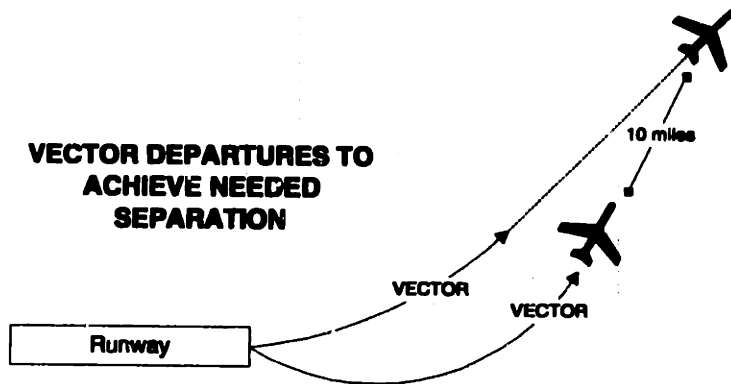 10 miles
VECTOR DEPARTURES TO
ACHIEVE NEEDED
SEPARATION
VECTOR
VECTOR
Runway